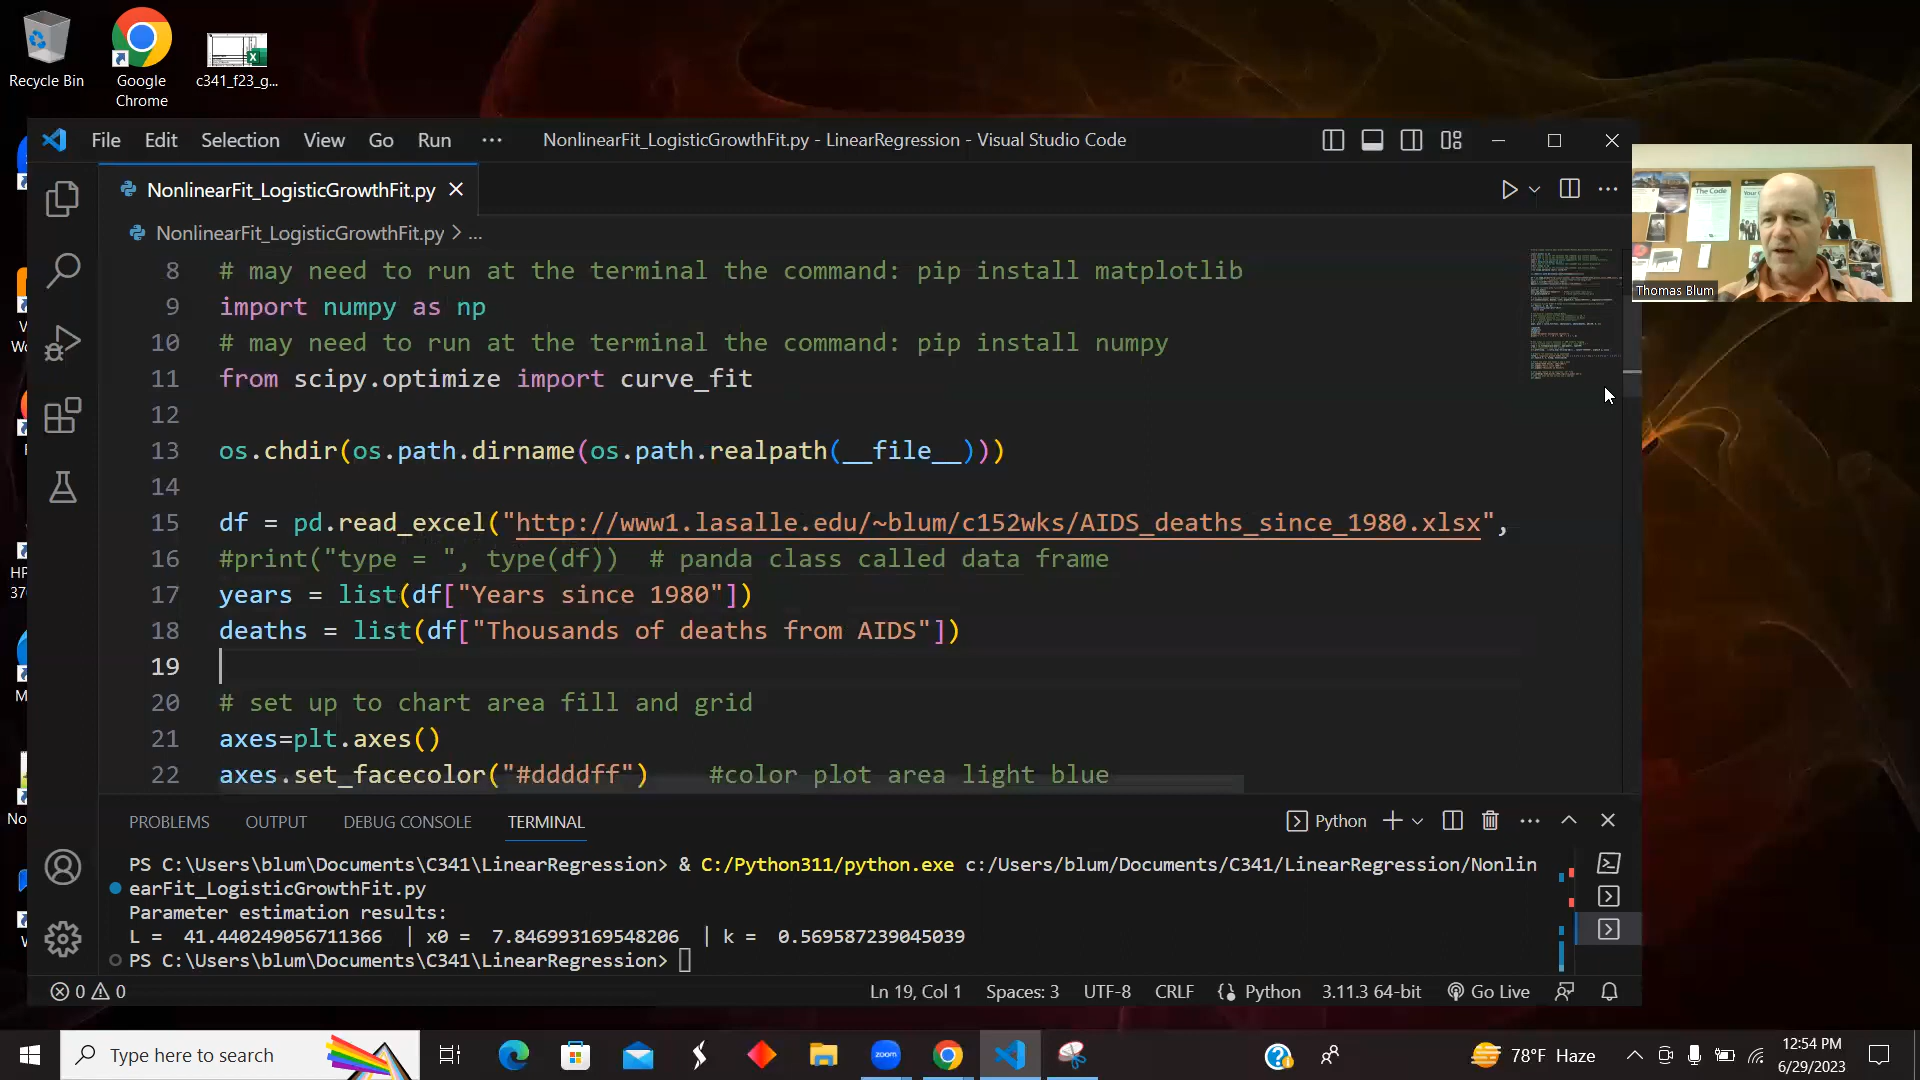 Recycle Bin
Google
Chrome
c341_f23_g...
File Edit Selection View Go Run ···
NonlinearFit_LogisticGrowthFit.py - LinearRegression - Visual Studio Code
NonlinearFit_LogisticGrowthFit.py
NonlinearFit_LogisticGrowthFit.py > ...
8 # may need to run at the terminal the command: pip install matplotlib
9 import numpy as np
10 # may need to run at the terminal the command: pip install numpy
11 from scipy.optimize import curve_fit
12
13 os.chdir(os.path.dirname(os.path.realpath(__file__)))
14
15 df = pd.read_excel("http://www1.lasalle.edu/~blum/c152wks/AIDS_deaths_since_1980.xlsx",
16 #print("type = ", type(df))  # panda class called data frame
17 years = list(df["Years since 1980"])
18 deaths = list(df["Thousands of deaths from AIDS"])
19
20 # set up to chart area fill and grid
21 axes=plt.axes()
22 axes.set_facecolor("#ddddff")    #color plot area light blue
PROBLEMS OUTPUT DEBUG CONSOLE TERMINAL
Python
PS C:\Users\blum\Documents\C341\LinearRegression> & C:/Python311/python.exe c:/Users/blum/Documents/C341/LinearRegression/Nonlin
earFit_LogisticGrowthFit.py
Parameter estimation results:
L =  41.440249056711366  | x0 =  7.846993169548206  | k =  0.569587239045039
PS C:\Users\blum\Documents\C341\LinearRegression>
0 0
Ln 19, Col 1 Spaces: 3 UTF-8 CRLF Python 3.11.3 64-bit Go Live
Thomas Blum
The Code
Type here to search
zoom
78°F Haze
12:54 PM
6/29/2023